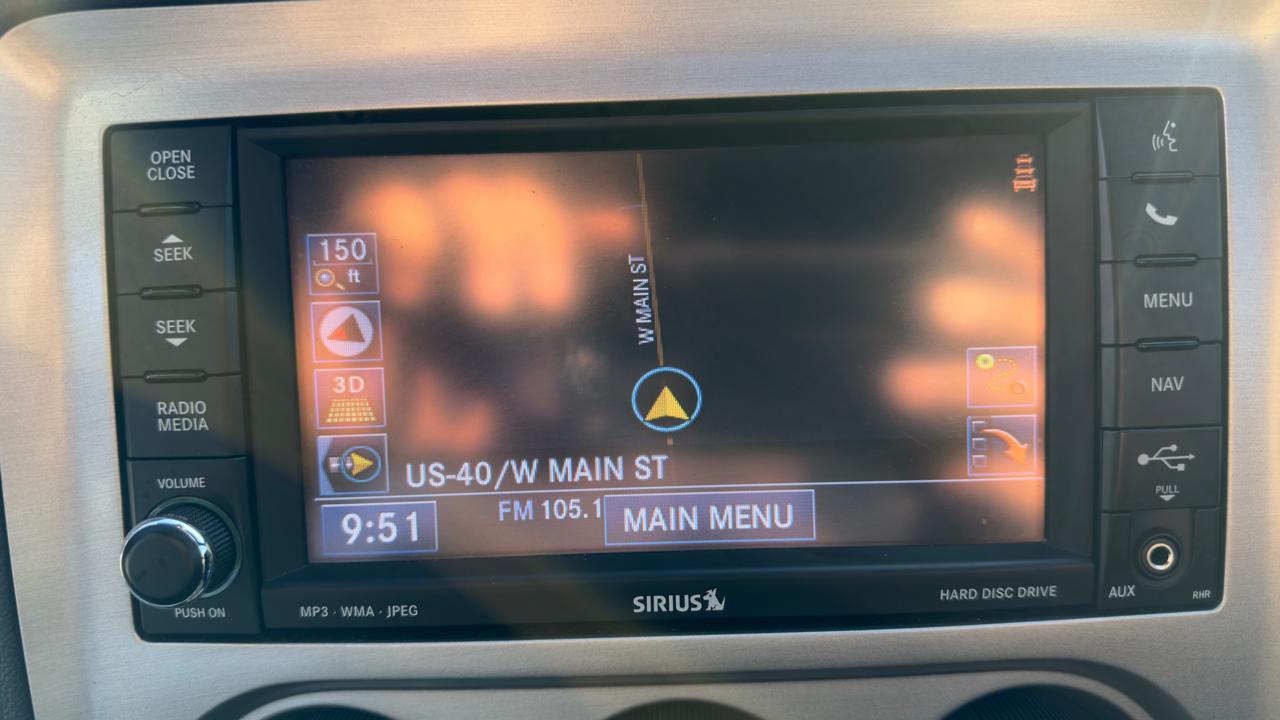 OPEN
CLOSE
SEEK
SEEK
RADIO
MEDIA
VOLUME
PUSH ON
150
ft
3D
W MAIN ST
US-40/W MAIN ST
9:51
FM 105.1
MAIN MENU
MP3 · WMA · JPEG
SIRIUS
HARD DISC DRIVE
MENU
NAV
PULL
AUX
RHR